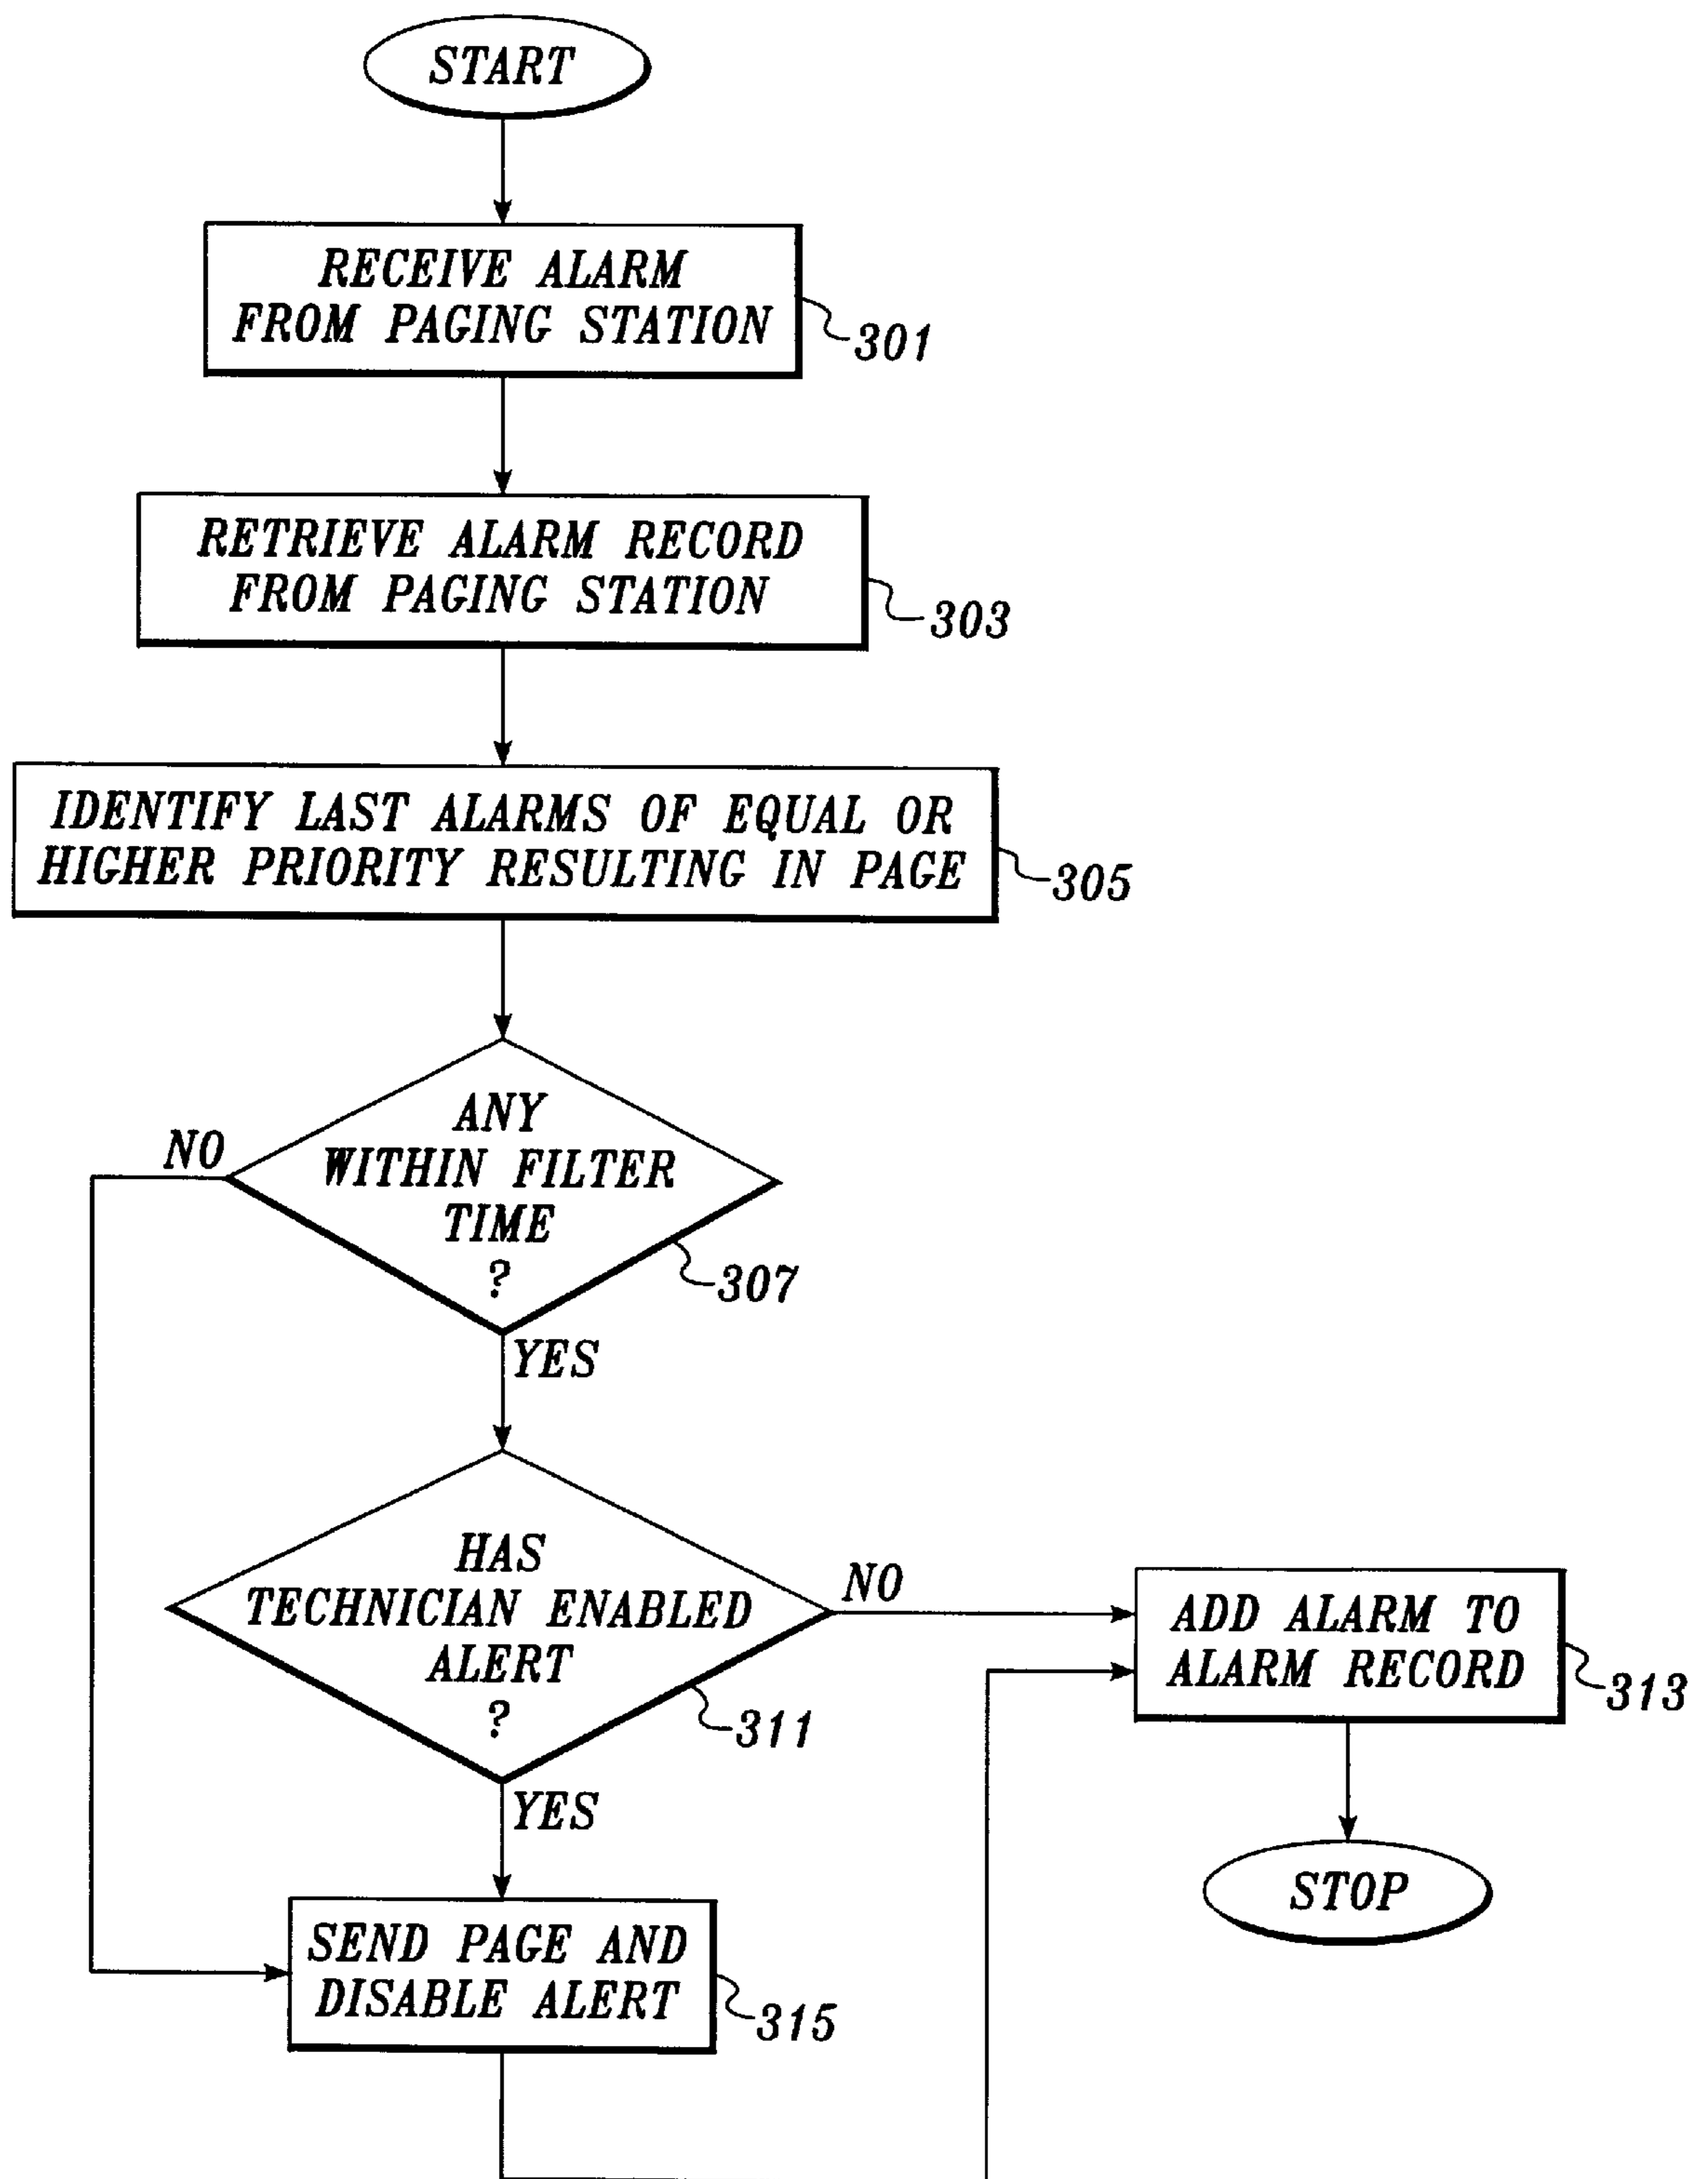 START
RECEIVE ALARM
FROM PAGING STATION
301
RETRIEVE ALARM RECORD
FROM PAGING STATION
303
IDENTIFY LAST ALARMS OF EQUAL OR
HIGHER PRIORITY RESULTING IN PAGE
305
ANY
WITHIN FILTER
TIME
?
NO
307
YES
HAS
TECHNICIAN ENABLED
ALERT
?
NO
311
YES
ADD ALARM TO
ALARM RECORD
313
STOP
SEND PAGE AND
DISABLE ALERT
315